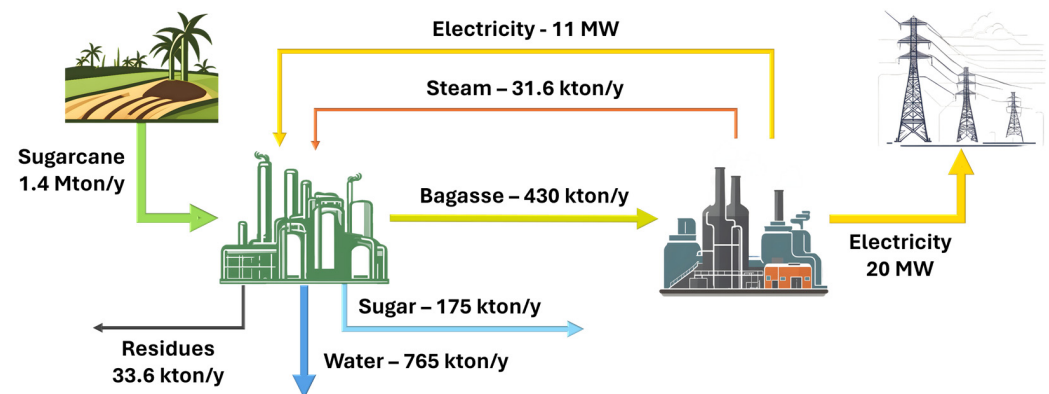 Electricity - 11 MW
Steam – 31.6 kton/y
Sugarcane
1.4 Mton/y
Bagasse – 430 kton/y
Electricity
20 MW
Sugar – 175 kton/y
Residues
33.6 kton/y
Water – 765 kton/y